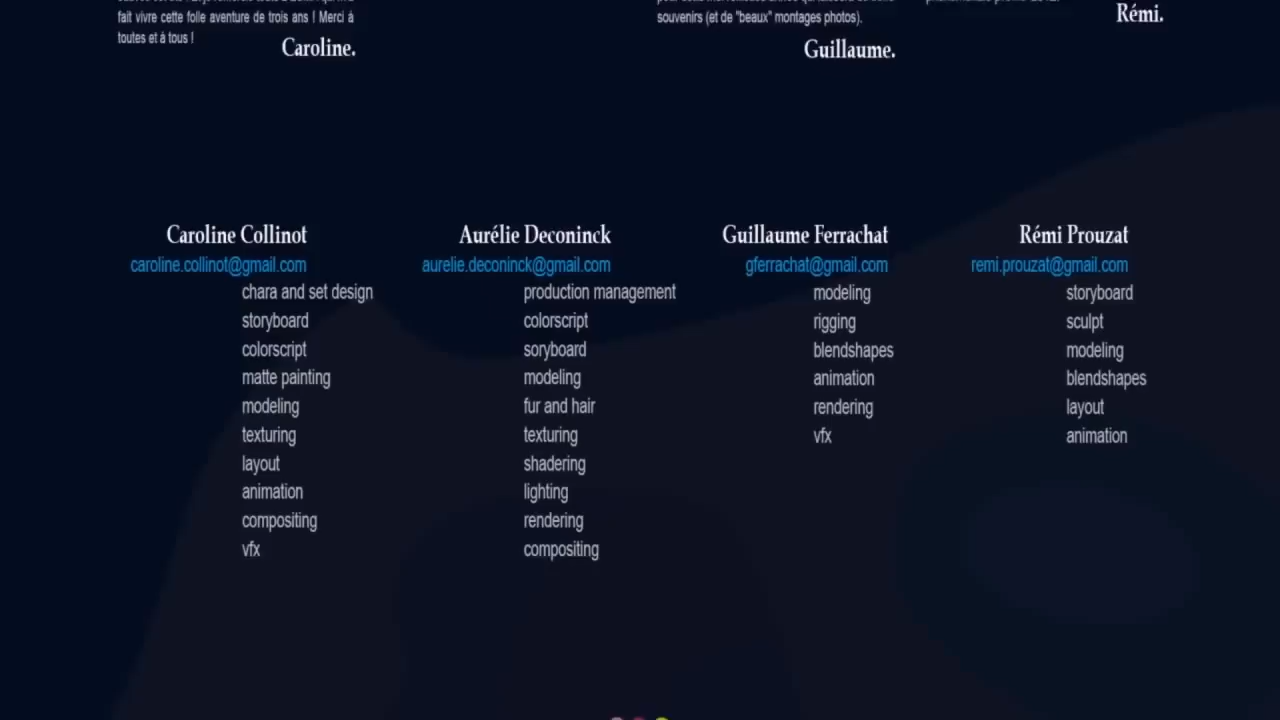 fait vivre cette folle aventure de trois ans ! Merci à
toutes et à tous !
Caroline.
souvenirs (et de "beaux" montages photos).
Guillaume.
Rémi.
Caroline Collinot
caroline.collinot@gmail.com
chara and set design
storyboard
colorscript
matte painting
modeling
texturing
layout
animation
compositing
vfx
Aurélie Deconinck
aurelie.deconinck@gmail.com
production management
colorscript
soryboard
modeling
fur and hair
texturing
shadering
lighting
rendering
compositing
Guillaume Ferrachat
gferrachat@gmail.com
modeling
rigging
blendshapes
animation
rendering
vfx
Rémi Prouzat
remi.prouzat@gmail.com
storyboard
sculpt
modeling
blendshapes
layout
animation